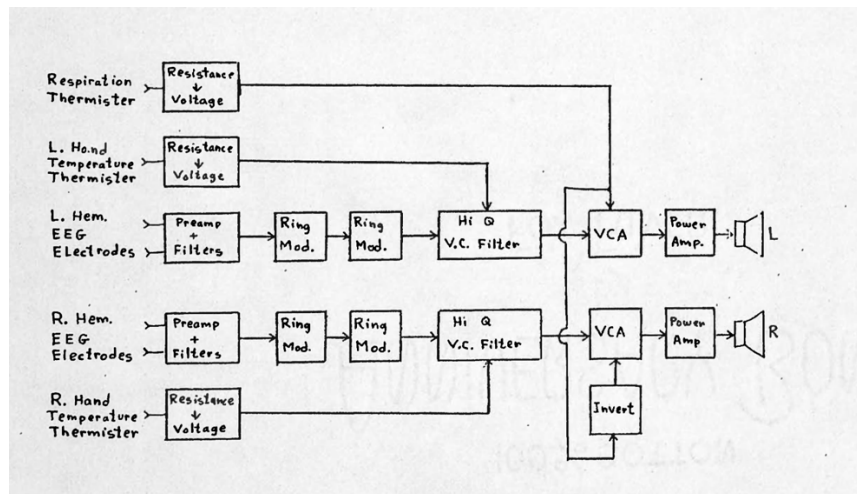 Respiration
Thermister
Resistance
↓
Voltage
L. Hand
Temperature
Thermister
Resistance
↓
Voltage
L. Hem.
EEG
Electrodes
Preamp
+
Filters
Ring
Mod.
Ring
Mod.
Hi Q
V.C. Filter
VCA
Power
Amp.
L
R. Hem.
EEG
Electrodes
Preamp
+
Filters
Ring
Mod.
Ring
Mod.
Hi Q
V.C. Filter
VCA
Power
Amp
R
R. Hand
Temperature
Thermister
Resistance
↓
Voltage
Invert